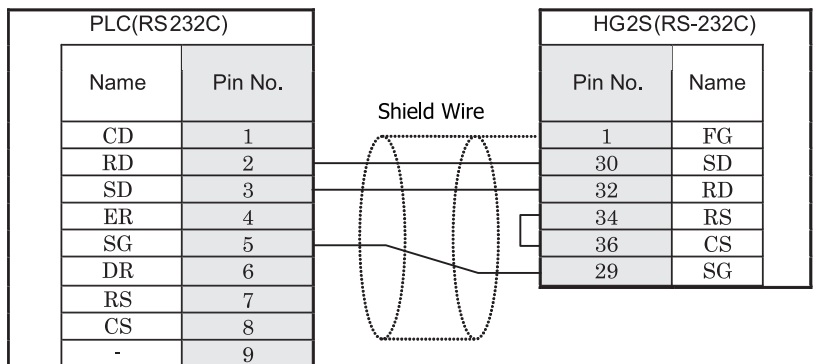 PLC(RS232C) HG2S(RS-232C)
Name Pin No. Pin No. Name
Shield Wire
CD 1 1 FG
RD 2 30 SD
SD 3 32 RD
ER 4 34 RS
SG 5 36 CS
DR 6 29 SG
RS 7
CS 8
- 9